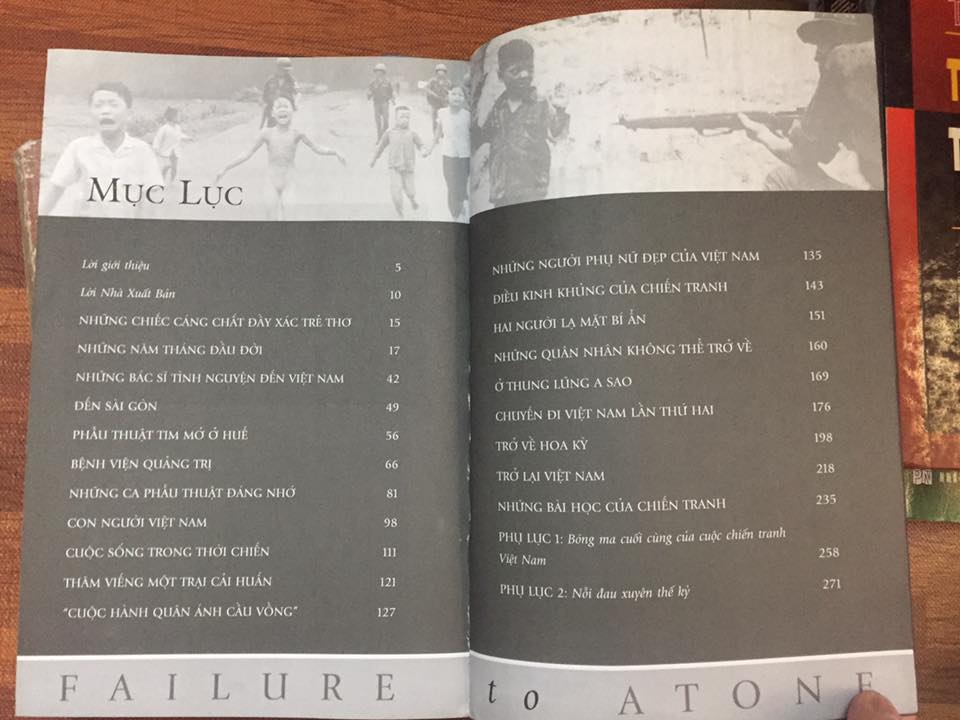 MỤC LỤC
Lời giới thiệu 5
Lời Nhà Xuất Bản 10
NHỮNG CHIẾC CÁNG CHẤT ĐẦY XÁC TRẺ THƠ 15
NHỮNG NĂM THÁNG ĐẦU ĐỜI 17
NHỮNG BÁC SĨ TÌNH NGUYỆN ĐẾN VIỆT NAM 42
ĐẾN SÀI GÒN 49
PHẪU THUẬT TIM MỞ Ở HUẾ 56
BỆNH VIỆN QUẢNG TRỊ 66
NHỮNG CA PHẪU THUẬT ĐÁNG NHỚ 81
CON NGƯỜI VIỆT NAM 98
CUỘC SỐNG TRONG THỜI CHIẾN 111
THĂM VIẾNG MỘT TRẠI CẢI HUẤN 121
"CUỘC HÀNH QUÂN ÁNH CẦU VỒNG" 127
NHỮNG NGƯỜI PHỤ NỮ ĐẸP CỦA VIỆT NAM 135
ĐIỀU KINH KHỦNG CỦA CHIẾN TRANH 143
HAI NGƯỜI LẠ MẶT BÍ ẨN 151
NHỮNG QUÂN NHÂN KHÔNG THỂ TRỞ VỀ 160
Ở THUNG LŨNG A SAO 169
CHUYẾN ĐI VIỆT NAM LẦN THỨ HAI 176
TRỞ VỀ HOA KỲ 198
TRỞ LẠI VIỆT NAM 218
NHỮNG BÀI HỌC CỦA CHIẾN TRANH 235
PHỤ LỤC 1: Bóng ma cuối cùng của cuộc chiến tranh
Việt Nam 258
PHỤ LỤC 2: Nỗi đau xuyên thế kỷ 271
FAILURE to ATONE
PN